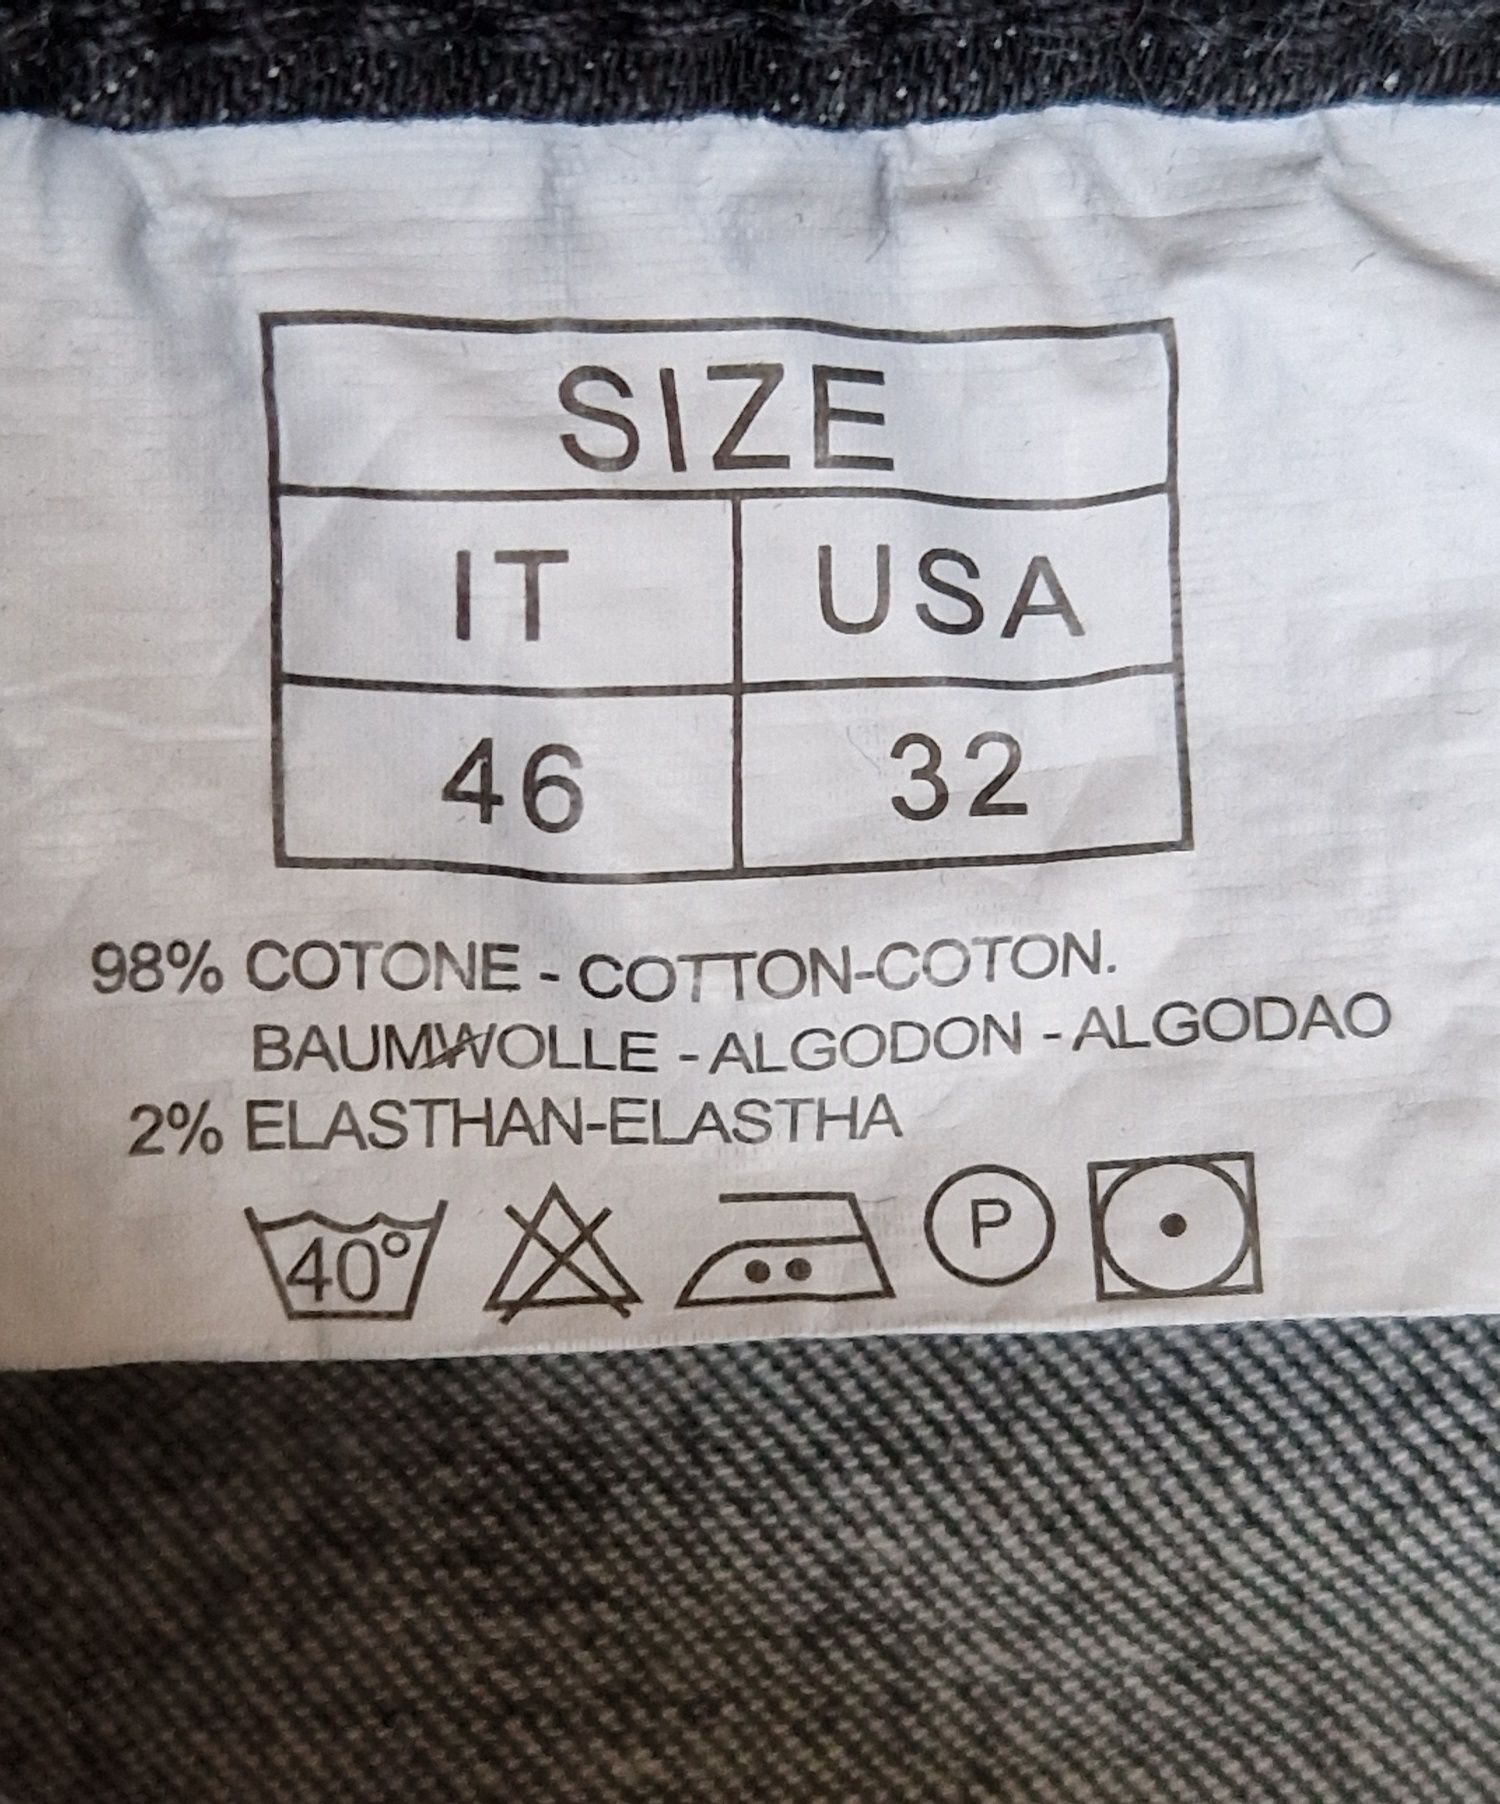 SIZE
IT USA
46 32
98% COTONE - COTTON-COTON.
BAUMWOLLE - ALGODON - ALGODAO
2% ELASTHAN-ELASTHA
40° P